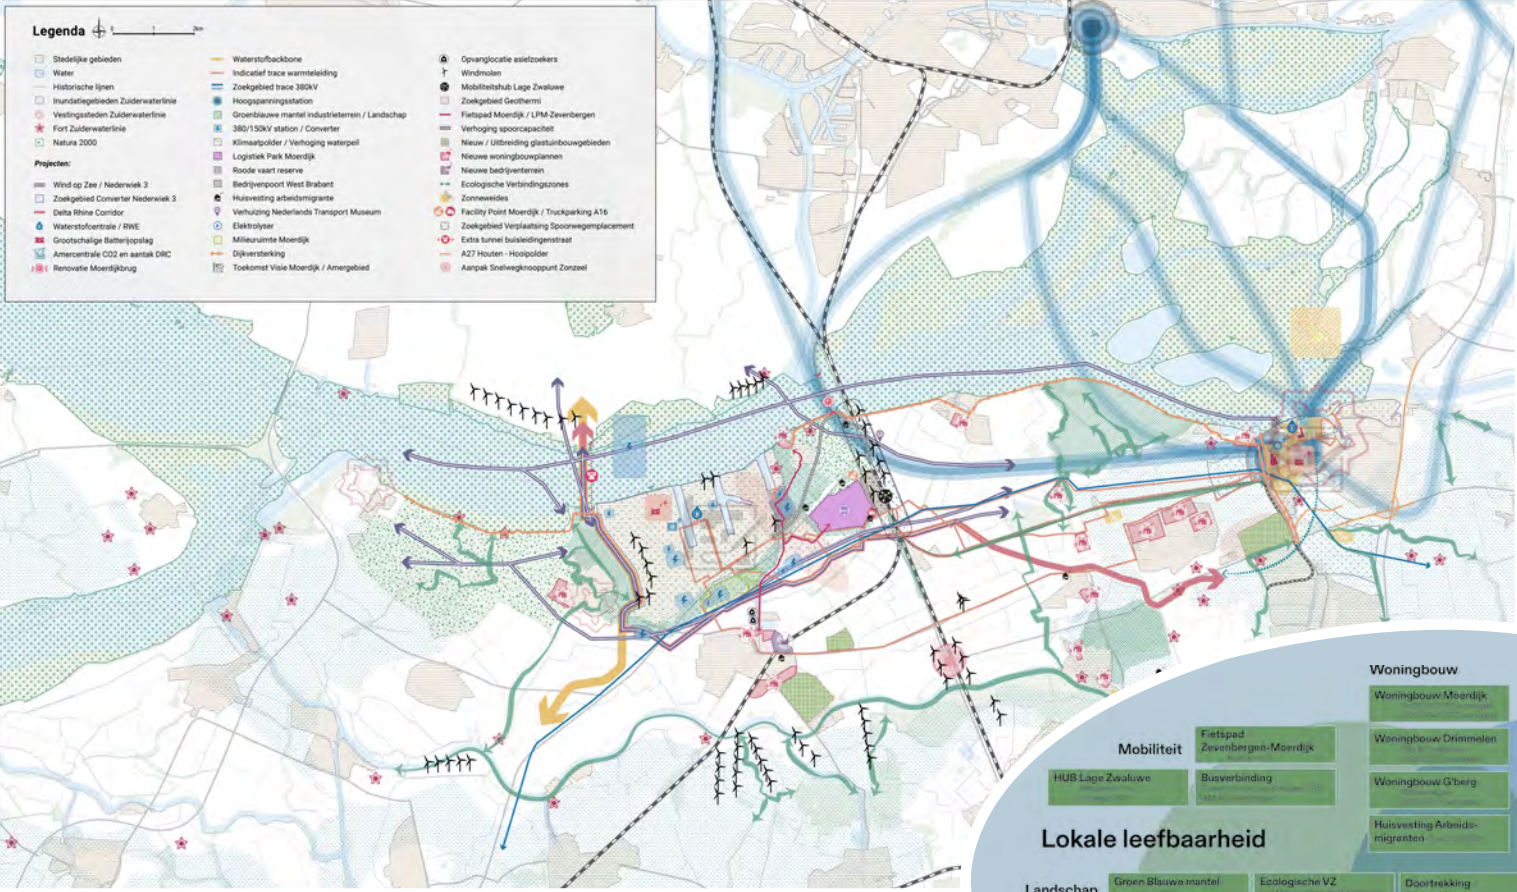 Legenda
0 1 2km
Stedelijke gebieden
Water
Historische lijnen
Inundatiegebieden Zuiderwaterlinie
Vestingssteden Zuiderwaterlinie
Fort Zuiderwaterlinie
Natura 2000
Projecten:
Wind op Zee / Nederwiek 3
Zoekgebied Converter Nederwiek 3
Delta Rhine Corridor
Waterstofcentrale / RWE
Grootschalige Batterijopslag
Amercentrale CO2 en aantak DRC
Renovatie Moerdijkbrug
Waterstofbackbone
Indicatief trace warmteleiding
Zoekgebied trace 380kV
Hoogspanningsstation
Groenblauwe mantel industrieterrein / Landschap
380/150kV station / Converter
Klimaatpolder / Verhoging waterpeil
Logistiek Park Moerdijk
Roode vaart reserve
Bedrijvenpoort West Brabant
Huisvesting arbeidsmigrante
Verhuizing Nederlands Transport Museum
Elektrolyser
Milieuruimte Moerdijk
Dijkversterking
Toekomst Visie Moerdijk / Amergebied
Opvanglocatie asielzoekers
Windmolen
Mobiliteitshub Lage Zwaluwe
Zoekgebied Geothermi
Fietspad Moerdijk / LPM-Zevenbergen
Verhoging spoorcapaciteit
Nieuw / Uitbreiding glastuinbouwgebieden
Nieuwe woningbouwplannen
Nieuwe bedrijventerrein
Ecologische Verbindingszones
Zonneweides
Facility Point Moerdijk / Truckparking A16
Zoekgebied Verplaatsing Spoorwegemplacement
Extra tunnel buisleidingenstraat
A27 Houten - Hooipolder
Aanpak Snelwegknooppunt Zonzeel
Woningbouw
Woningbouw Moerdijk
Woningbouw Drimmelen
Woningbouw G'berg
Huisvesting Arbeids-
migranten
Mobiliteit
Fietspad
Zevenbergen-Moerdijk
HUB Lage Zwaluwe
Busverbinding
Lokale leefbaarheid
Landschap
Groen Blauwe mantel
Ecologische VZ
Doortrekking